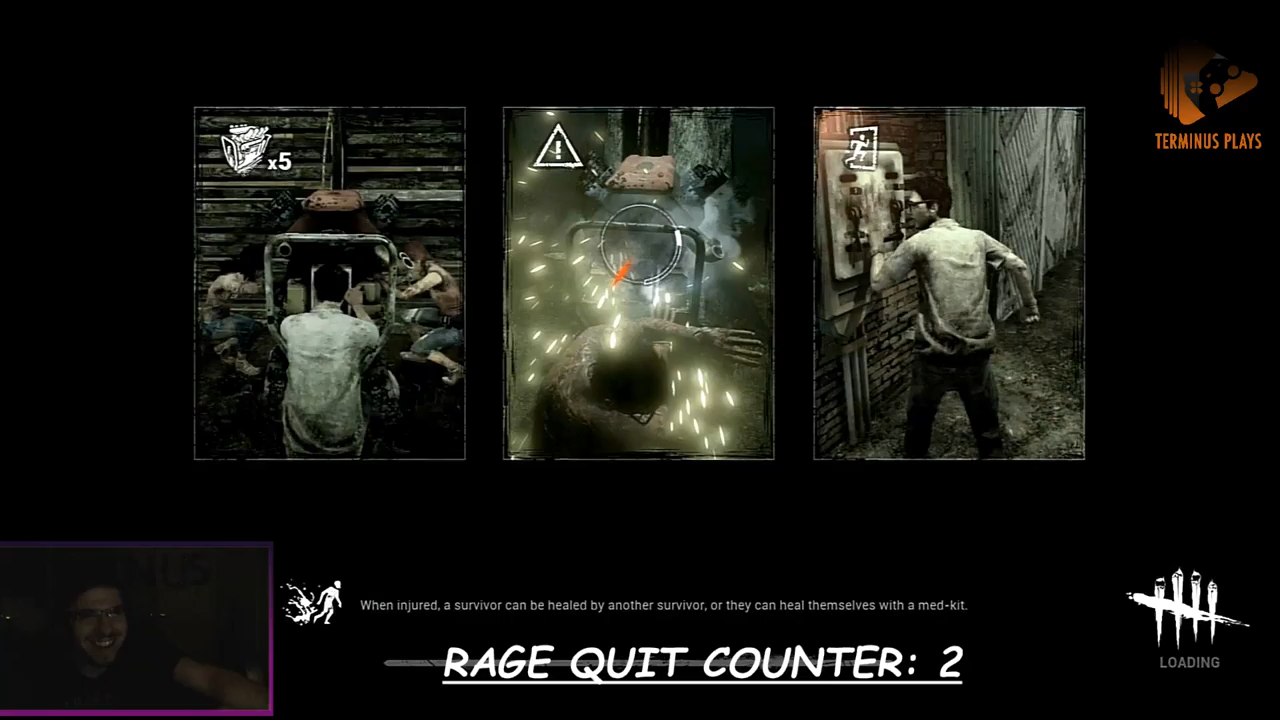 TERMINUS PLAYS
x5
When injured, a survivor can be healed by another survivor, or they can heal themselves with a med-kit.
RAGE QUIT COUNTER: 2
LOADING